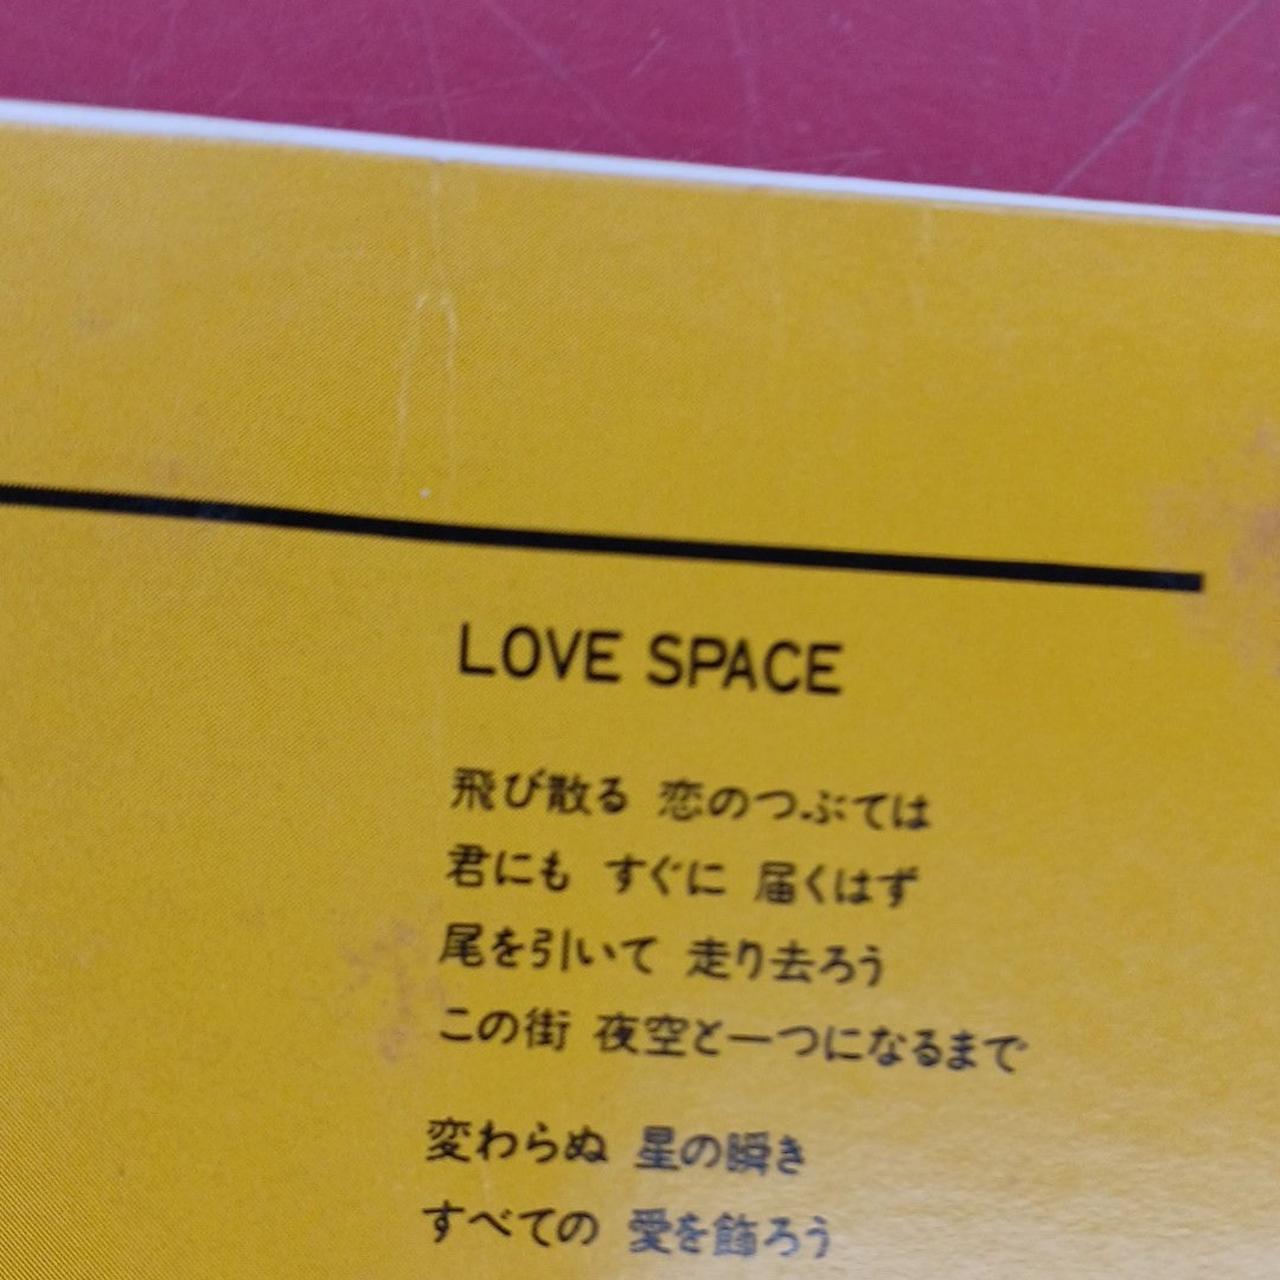 LOVE SPACE
飛び散る 恋のつぶては
君にも すぐに 届くはず
尾を引いて 走り去ろう
この街 夜空と一つになるまで
変わらぬ 星の瞬き
すべての 愛を飾ろう